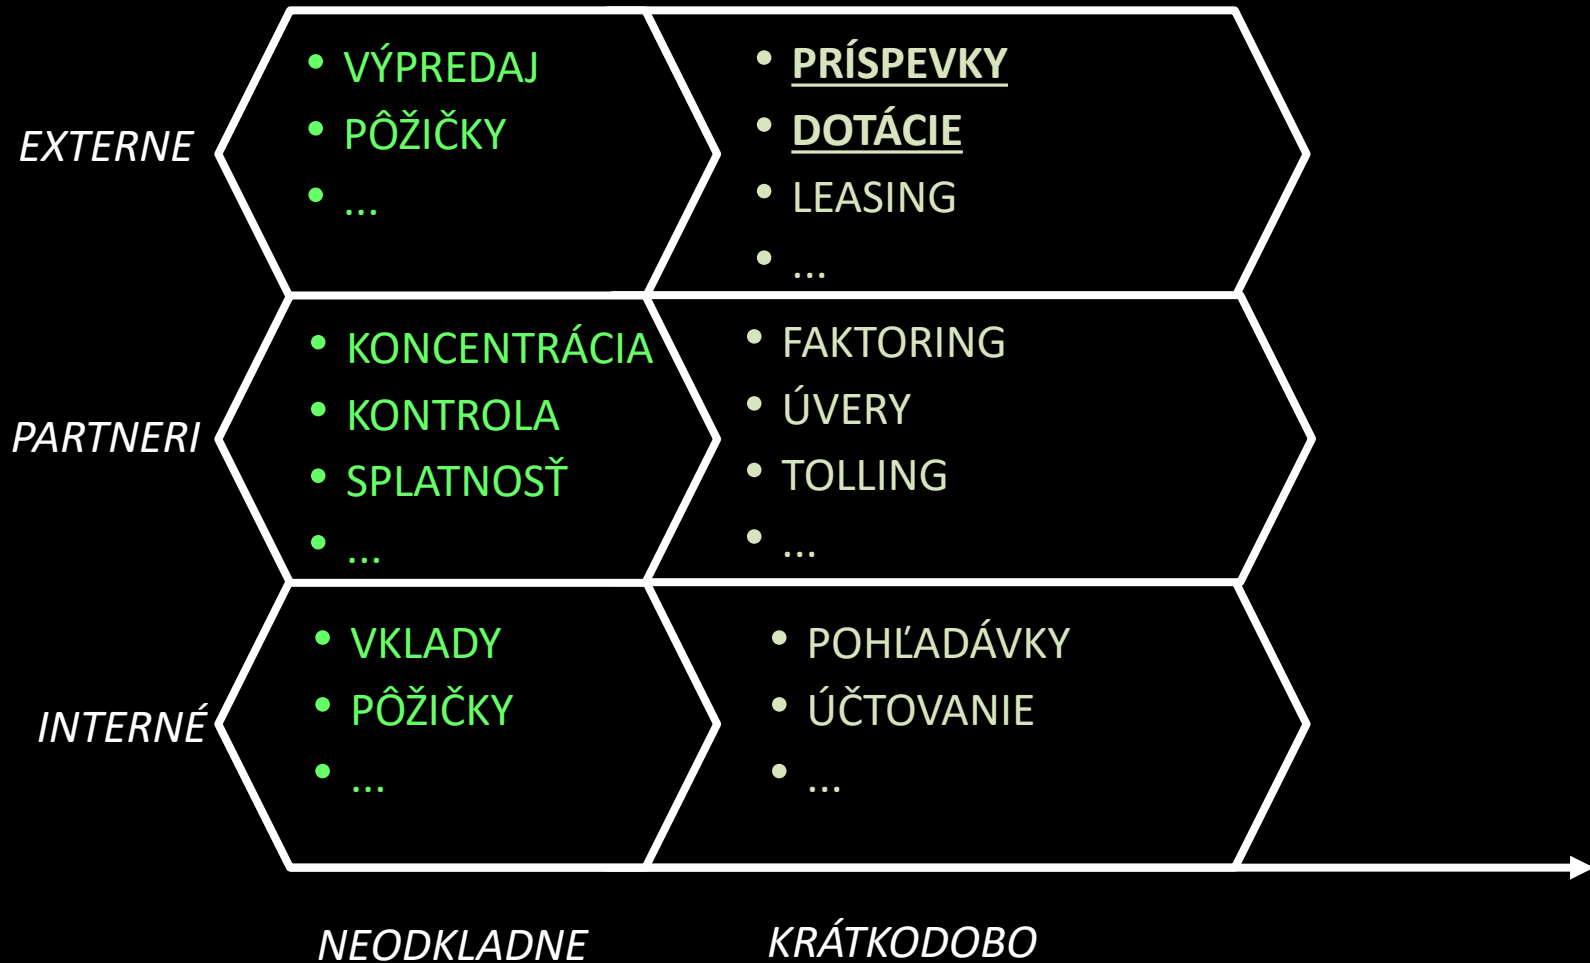 EXTERNE
• VÝPREDAJ
• PÔŽIČKY
• ...
• PRÍSPEVKY
• DOTÁCIE
• LEASING
• ...
PARTNERI
• KONCENTRÁCIA
• KONTROLA
• SPLATNOSŤ
• ...
• FAKTORING
• ÚVERY
• TOLLING
• ...
INTERNÉ
• VKLADY
• PÔŽIČKY
• ...
• POHĽADÁVKY
• ÚČTOVANIE
• ...
NEODKLADNE
KRÁTKODOBO